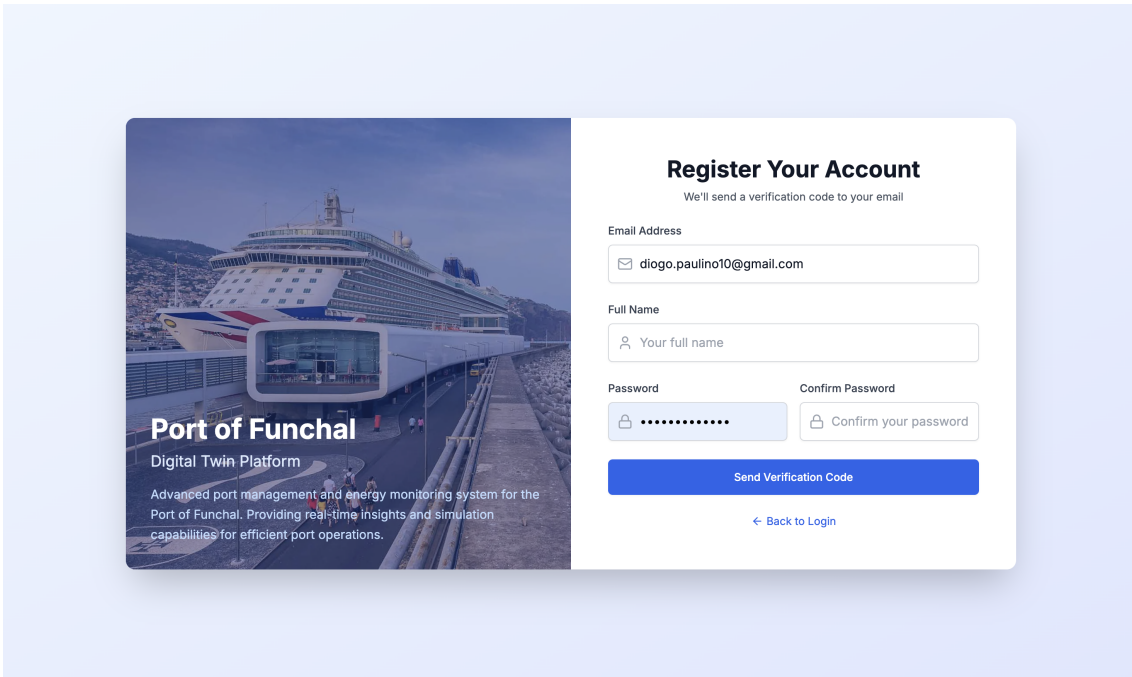 Port of Funchal
Digital Twin Platform
Advanced port management and energy monitoring system for the
Port of Funchal. Providing real-time insights and simulation
capabilities for efficient port operations.
Register Your Account
We'll send a verification code to your email
Email Address
diogo.paulino10@gmail.com
Full Name
Your full name
Password
Confirm Password
•••••••••••••
Confirm your password
Send Verification Code
← Back to Login